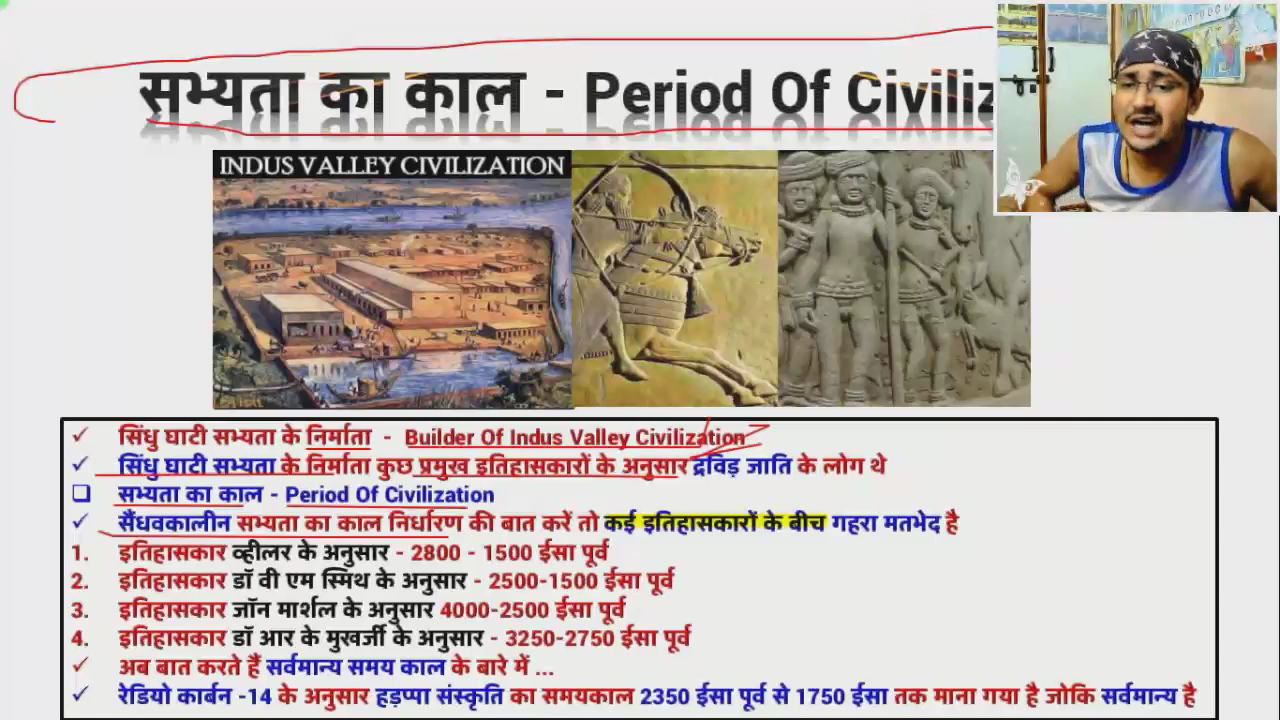 सभ्यता का काल - Period Of Civiliz
INDUS VALLEY CIVILIZATION
सिंधु घाटी सभ्यता के निर्माता - Builder Of Indus Valley Civilization
सिंधु घाटी सभ्यता के निर्माता कुछ प्रमुख इतिहासकारों के अनुसार द्रविड़ जाति के लोग थे
सभ्यता का काल - Period Of Civilization
सैंधवकालीन सभ्यता का काल निर्धारण की बात करें तो कई इतिहासकारों के बीच गहरा मतभेद है
1. इतिहासकार व्हीलर के अनुसार - 2800 - 1500 ईसा पूर्व
2. इतिहासकार डॉ वी एम स्मिथ के अनुसार - 2500-1500 ईसा पूर्व
3. इतिहासकार जॉन मार्शल के अनुसार 4000-2500 ईसा पूर्व
4. इतिहासकार डॉ आर के मुखर्जी के अनुसार - 3250-2750 ईसा पूर्व
अब बात करते हैं सर्वमान्य समय काल के बारे में ...
रेडियो कार्बन -14 के अनुसार हड़प्पा संस्कृति का समयकाल 2350 ईसा पूर्व से 1750 ईसा तक माना गया है जोकि सर्वमान्य है